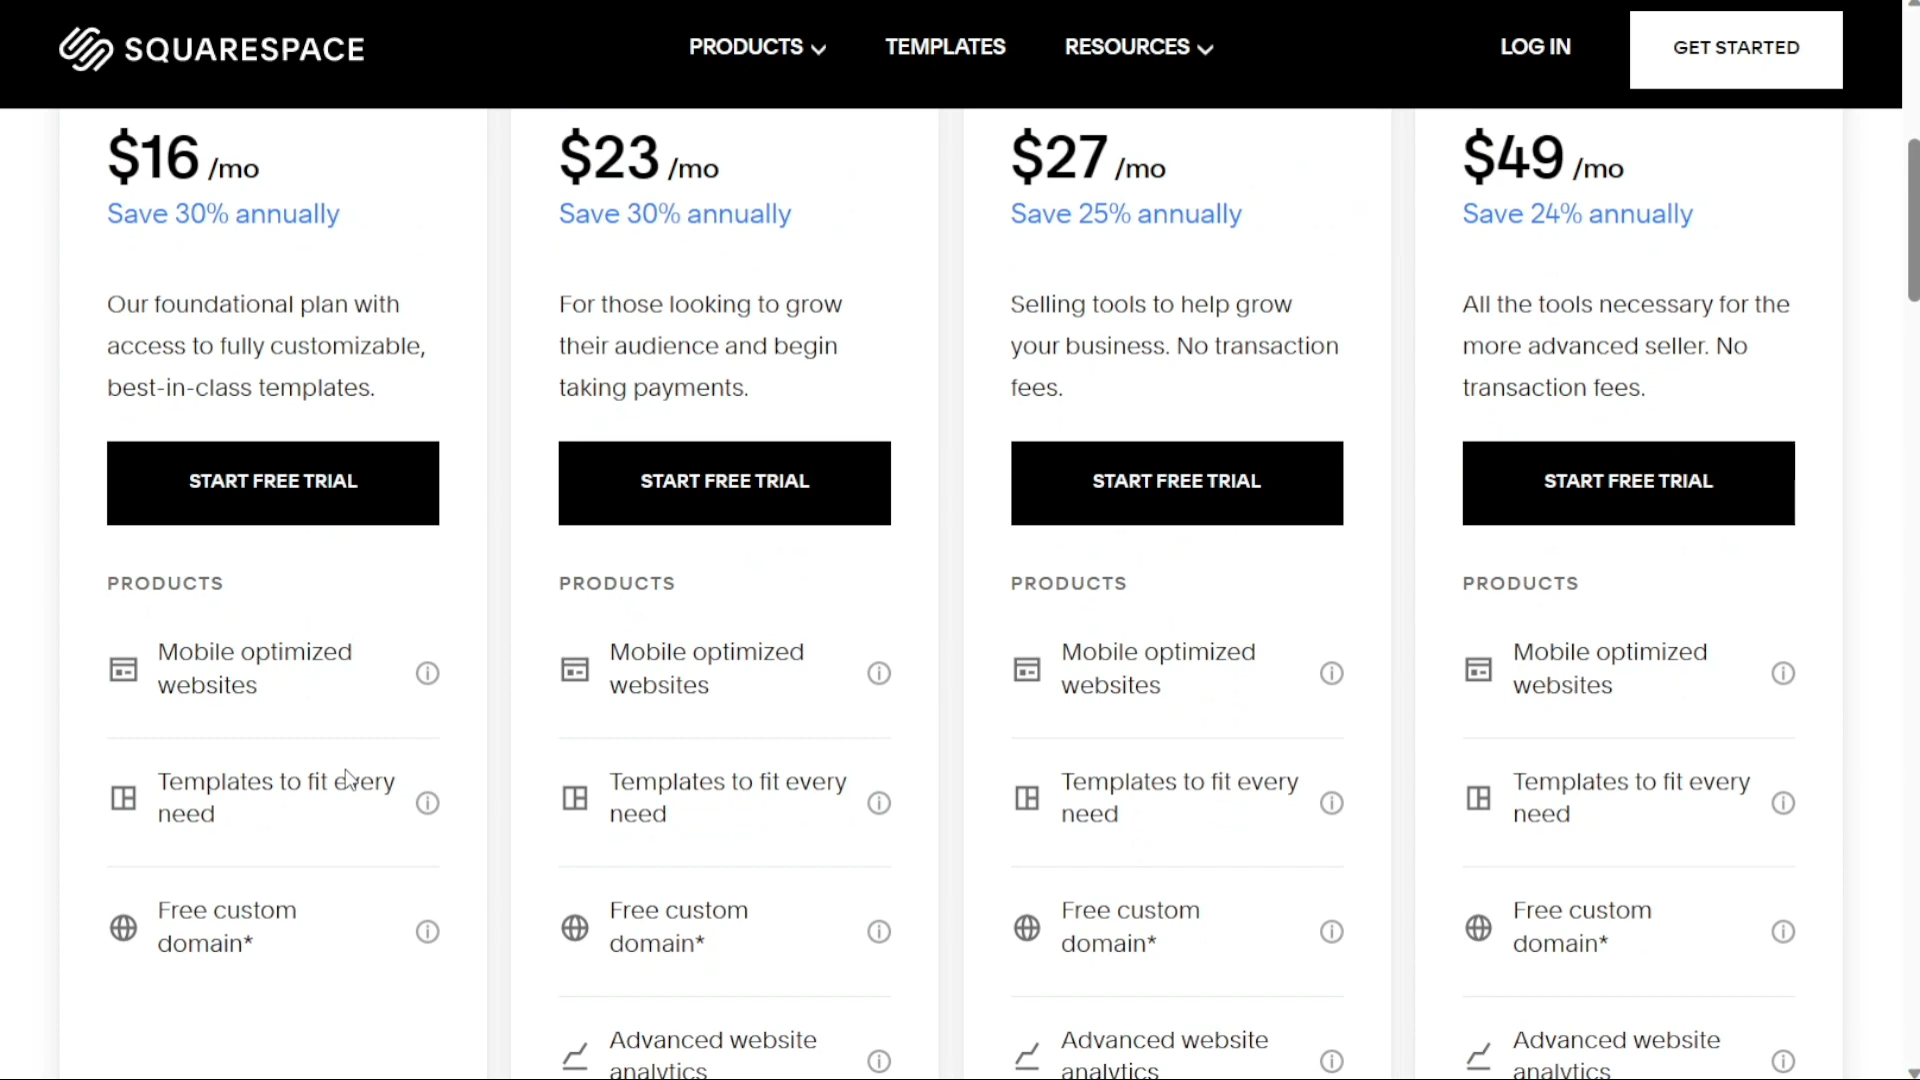 SQUARESPACE
PRODUCTS
TEMPLATES
RESOURCES
LOG IN
GET STARTED
$16 /mo
Save 30% annually
Our foundational plan with
access to fully customizable,
best-in-class templates.
START FREE TRIAL
PRODUCTS
Mobile optimized
websites
Templates to fit every
need
Free custom
domain*
$23 /mo
Save 30% annually
For those looking to grow
their audience and begin
taking payments.
START FREE TRIAL
PRODUCTS
Mobile optimized
websites
Templates to fit every
need
Free custom
domain*
Advanced website
analytics
$27 /mo
Save 25% annually
Selling tools to help grow
your business. No transaction
fees.
START FREE TRIAL
PRODUCTS
Mobile optimized
websites
Templates to fit every
need
Free custom
domain*
Advanced website
analytics
$49 /mo
Save 24% annually
All the tools necessary for the
more advanced seller. No
transaction fees.
START FREE TRIAL
PRODUCTS
Mobile optimized
websites
Templates to fit every
need
Free custom
domain*
Advanced website
analytics